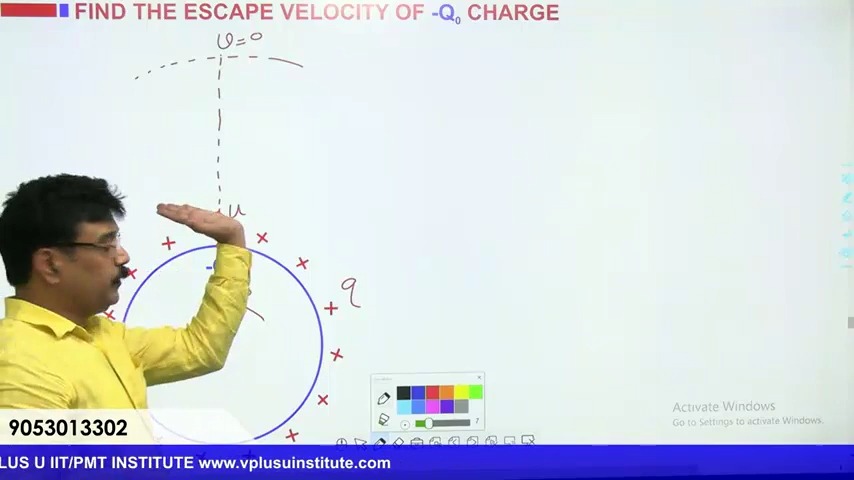 FIND THE ESCAPE VELOCITY OF -Q₀ CHARGE
v=0
u
q
7
Activate Windows
Go to Settings to activate Windows.
9053013302
LUS U IIT/PMT INSTITUTE www.vplusuinstitute.com